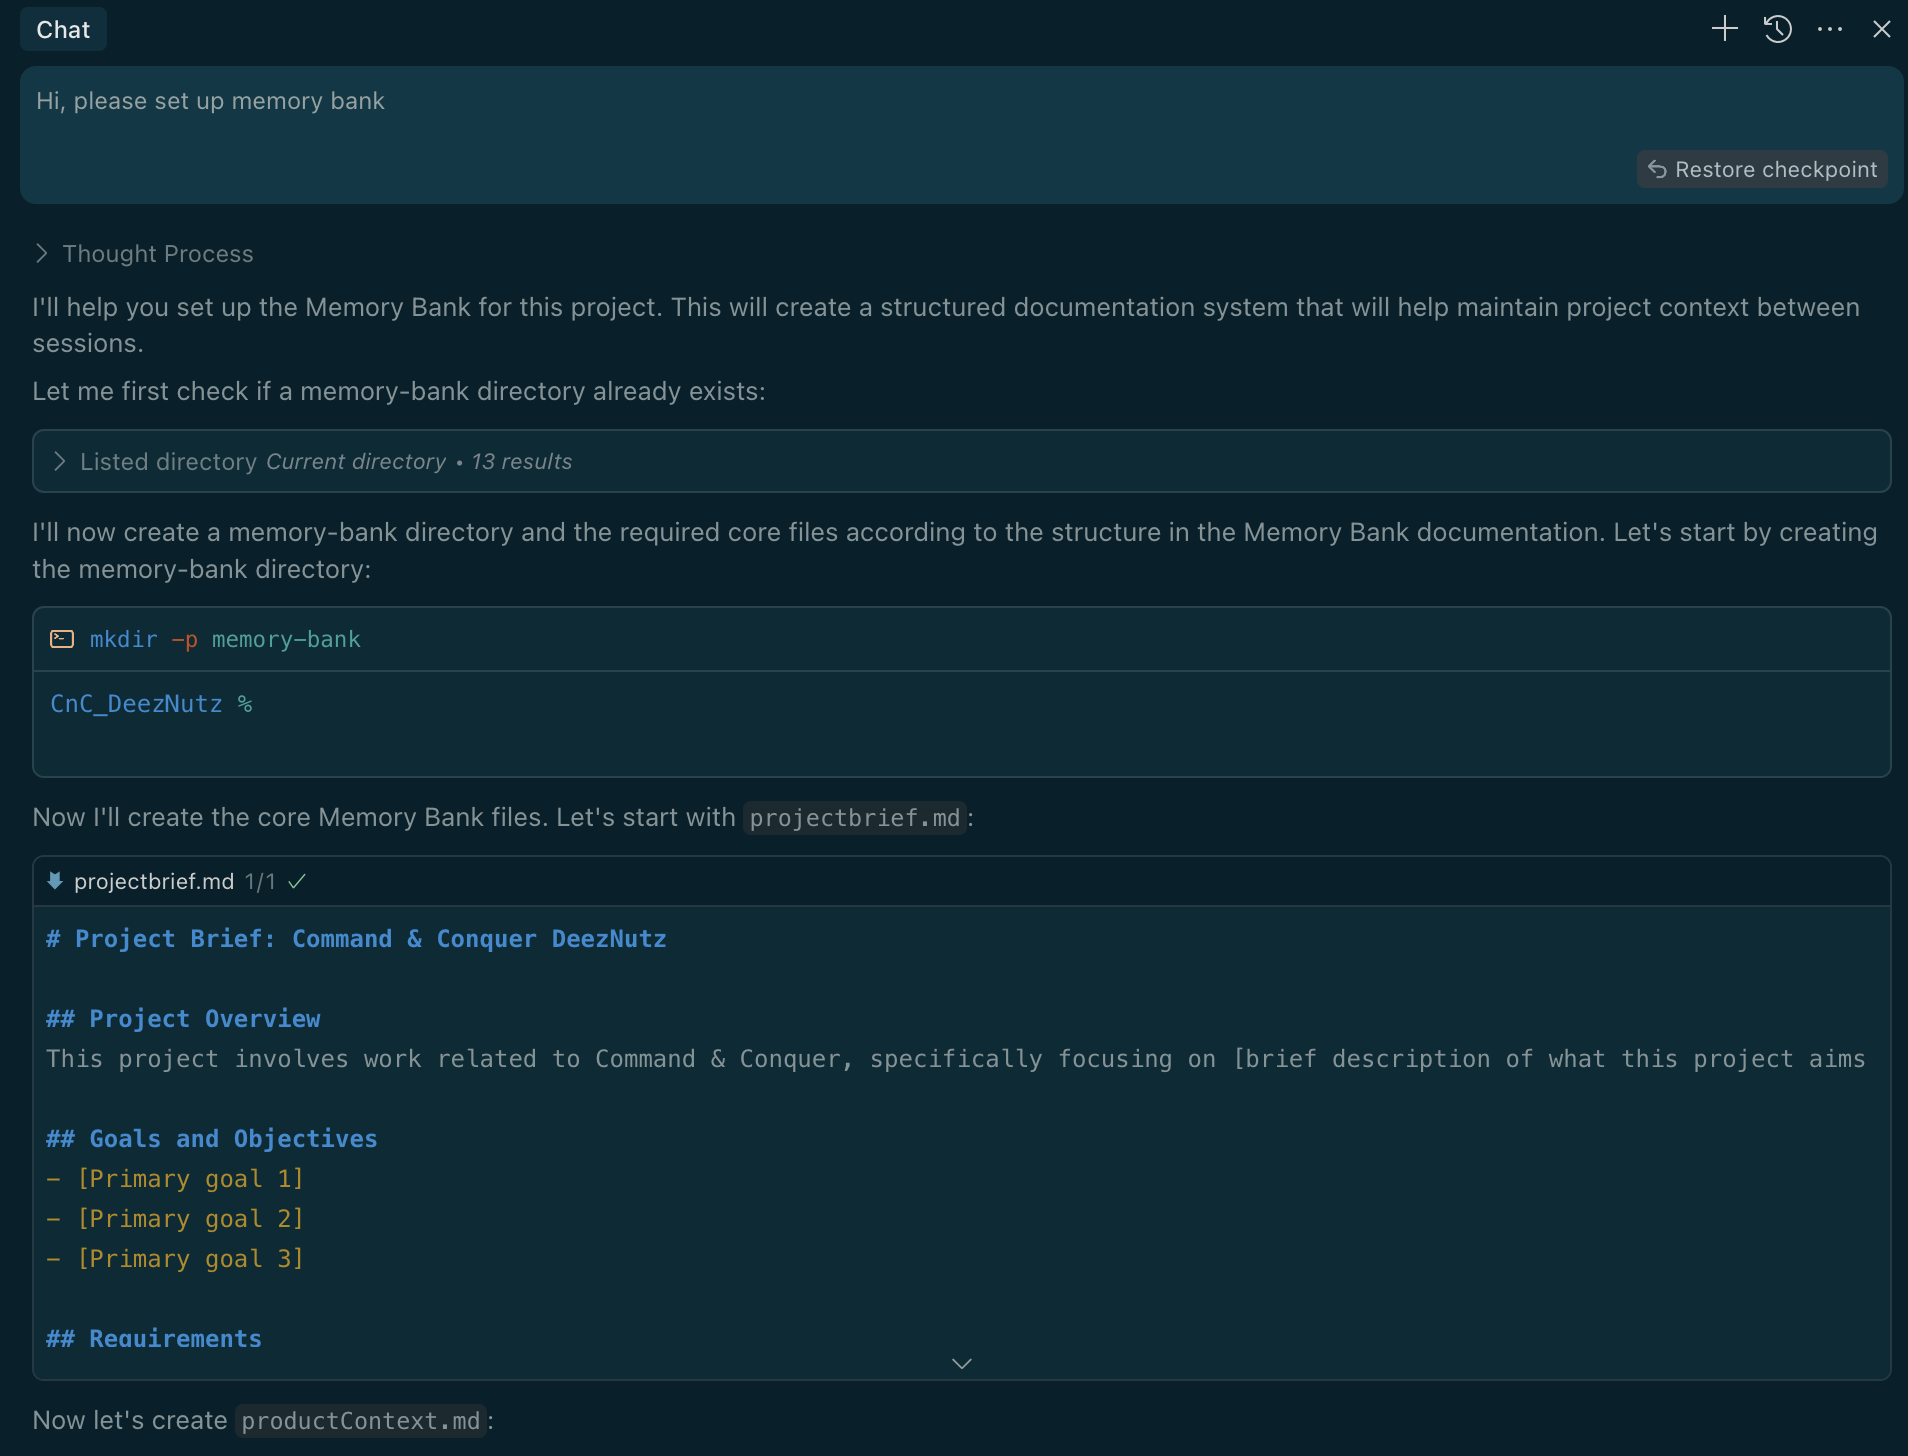 Chat
Hi, please set up memory bank
Restore checkpoint
Thought Process
I'll help you set up the Memory Bank for this project. This will create a structured documentation system that will help maintain project context between
sessions.
Let me first check if a memory-bank directory already exists:
Listed directory Current directory • 13 results
I'll now create a memory-bank directory and the required core files according to the structure in the Memory Bank documentation. Let's start by creating
the memory-bank directory:
mkdir -p memory-bank
CnC_DeezNutz %
Now I'll create the core Memory Bank files. Let's start with projectbrief.md:
projectbrief.md 1/1
# Project Brief: Command & Conquer DeezNutz
## Project Overview
This project involves work related to Command & Conquer, specifically focusing on [brief description of what this project aims
## Goals and Objectives
- [Primary goal 1]
- [Primary goal 2]
- [Primary goal 3]
## Requirements
Now let's create productContext.md: